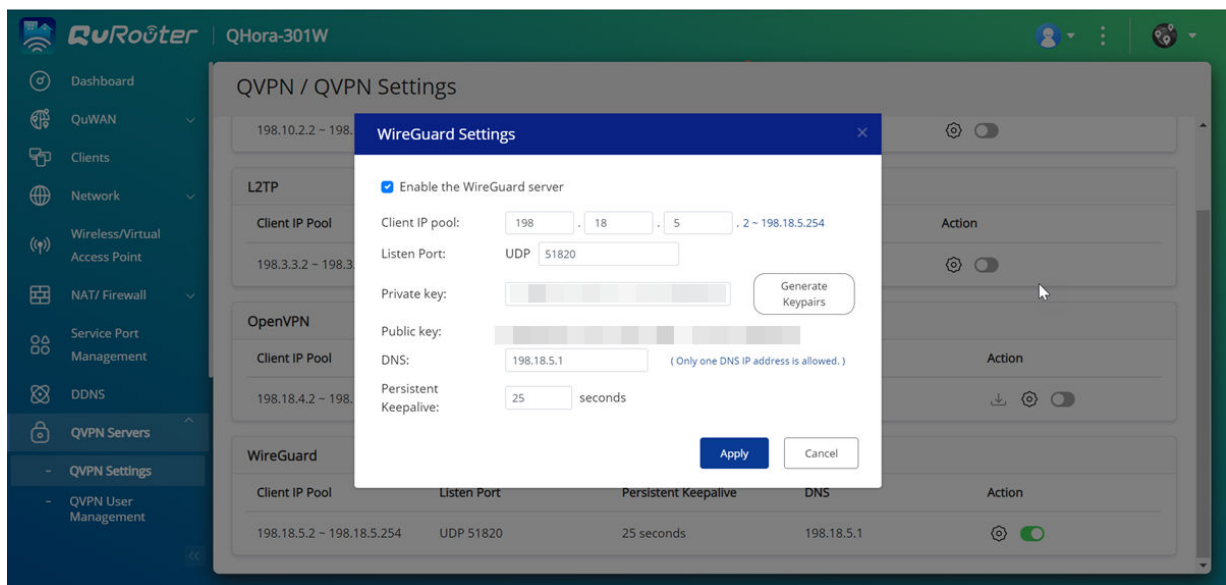 QuRouter | QHora-301W
Dashboard
QuWAN
Clients
Network
Wireless/Virtual
Access Point
NAT/ Firewall
Service Port
Management
DDNS
QVPN Servers
- QVPN Settings
- QVPN User
Management
QVPN / QVPN Settings
198.10.2.2 ~ 198.
L2TP
Client IP Pool Action
198.3.3.2 ~ 198.3
OpenVPN
Client IP Pool Action
198.18.4.2 ~ 198.
WireGuard
Client IP Pool Listen Port Persistent Keepalive DNS Action
198.18.5.2 ~ 198.18.5.254 UDP 51820 25 seconds 198.18.5.1
WireGuard Settings
Enable the WireGuard server
Client IP pool: 198 . 18 . 5 . 2 ~ 198.18.5.254
Listen Port: UDP 51820
Private key: Generate
Keypairs
Public key:
DNS: 198.18.5.1 ( Only one DNS IP address is allowed. )
Persistent
Keepalive: 25 seconds
Apply Cancel